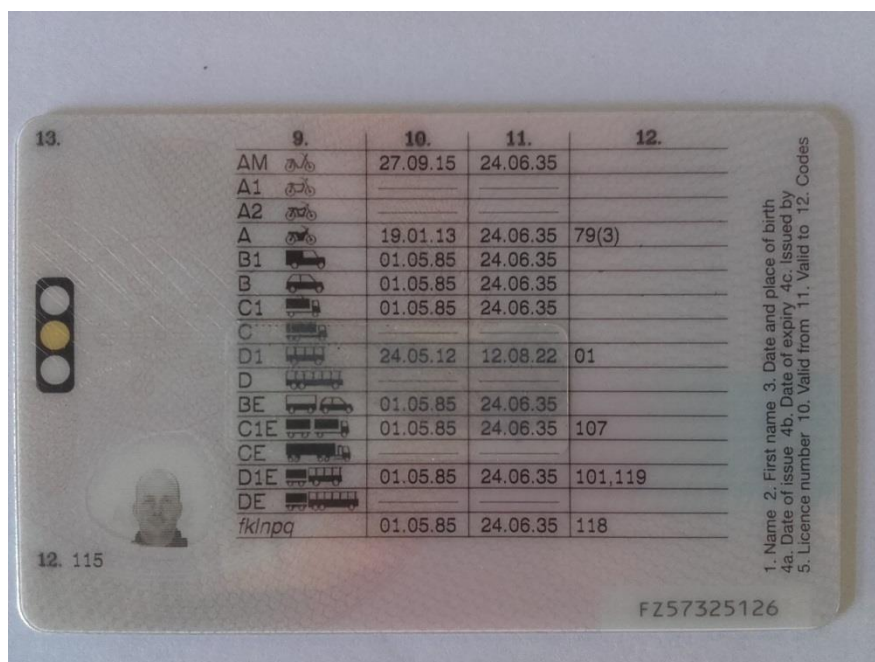 13. 9. 10. 11. 12.
AM 27.09.15 24.06.35
A1
A2
A 19.01.13 24.06.35 79(3)
B1 01.05.85 24.06.35
B 01.05.85 24.06.35
C1 01.05.85 24.06.35
C
D1 24.05.12 12.08.22 01
D
BE 01.05.85 24.06.35
C1E 01.05.85 24.06.35 107
CE
D1E 01.05.85 24.06.35 101,119
DE
fklnpq 01.05.85 24.06.35 118
12. 115
1. Name 2. First name 3. Date and place of birth
4a. Date of issue 4b. Date of expiry 4c. Issued by
5. Licence number 10. Valid from 11. Valid to 12. Codes
FZ57325126